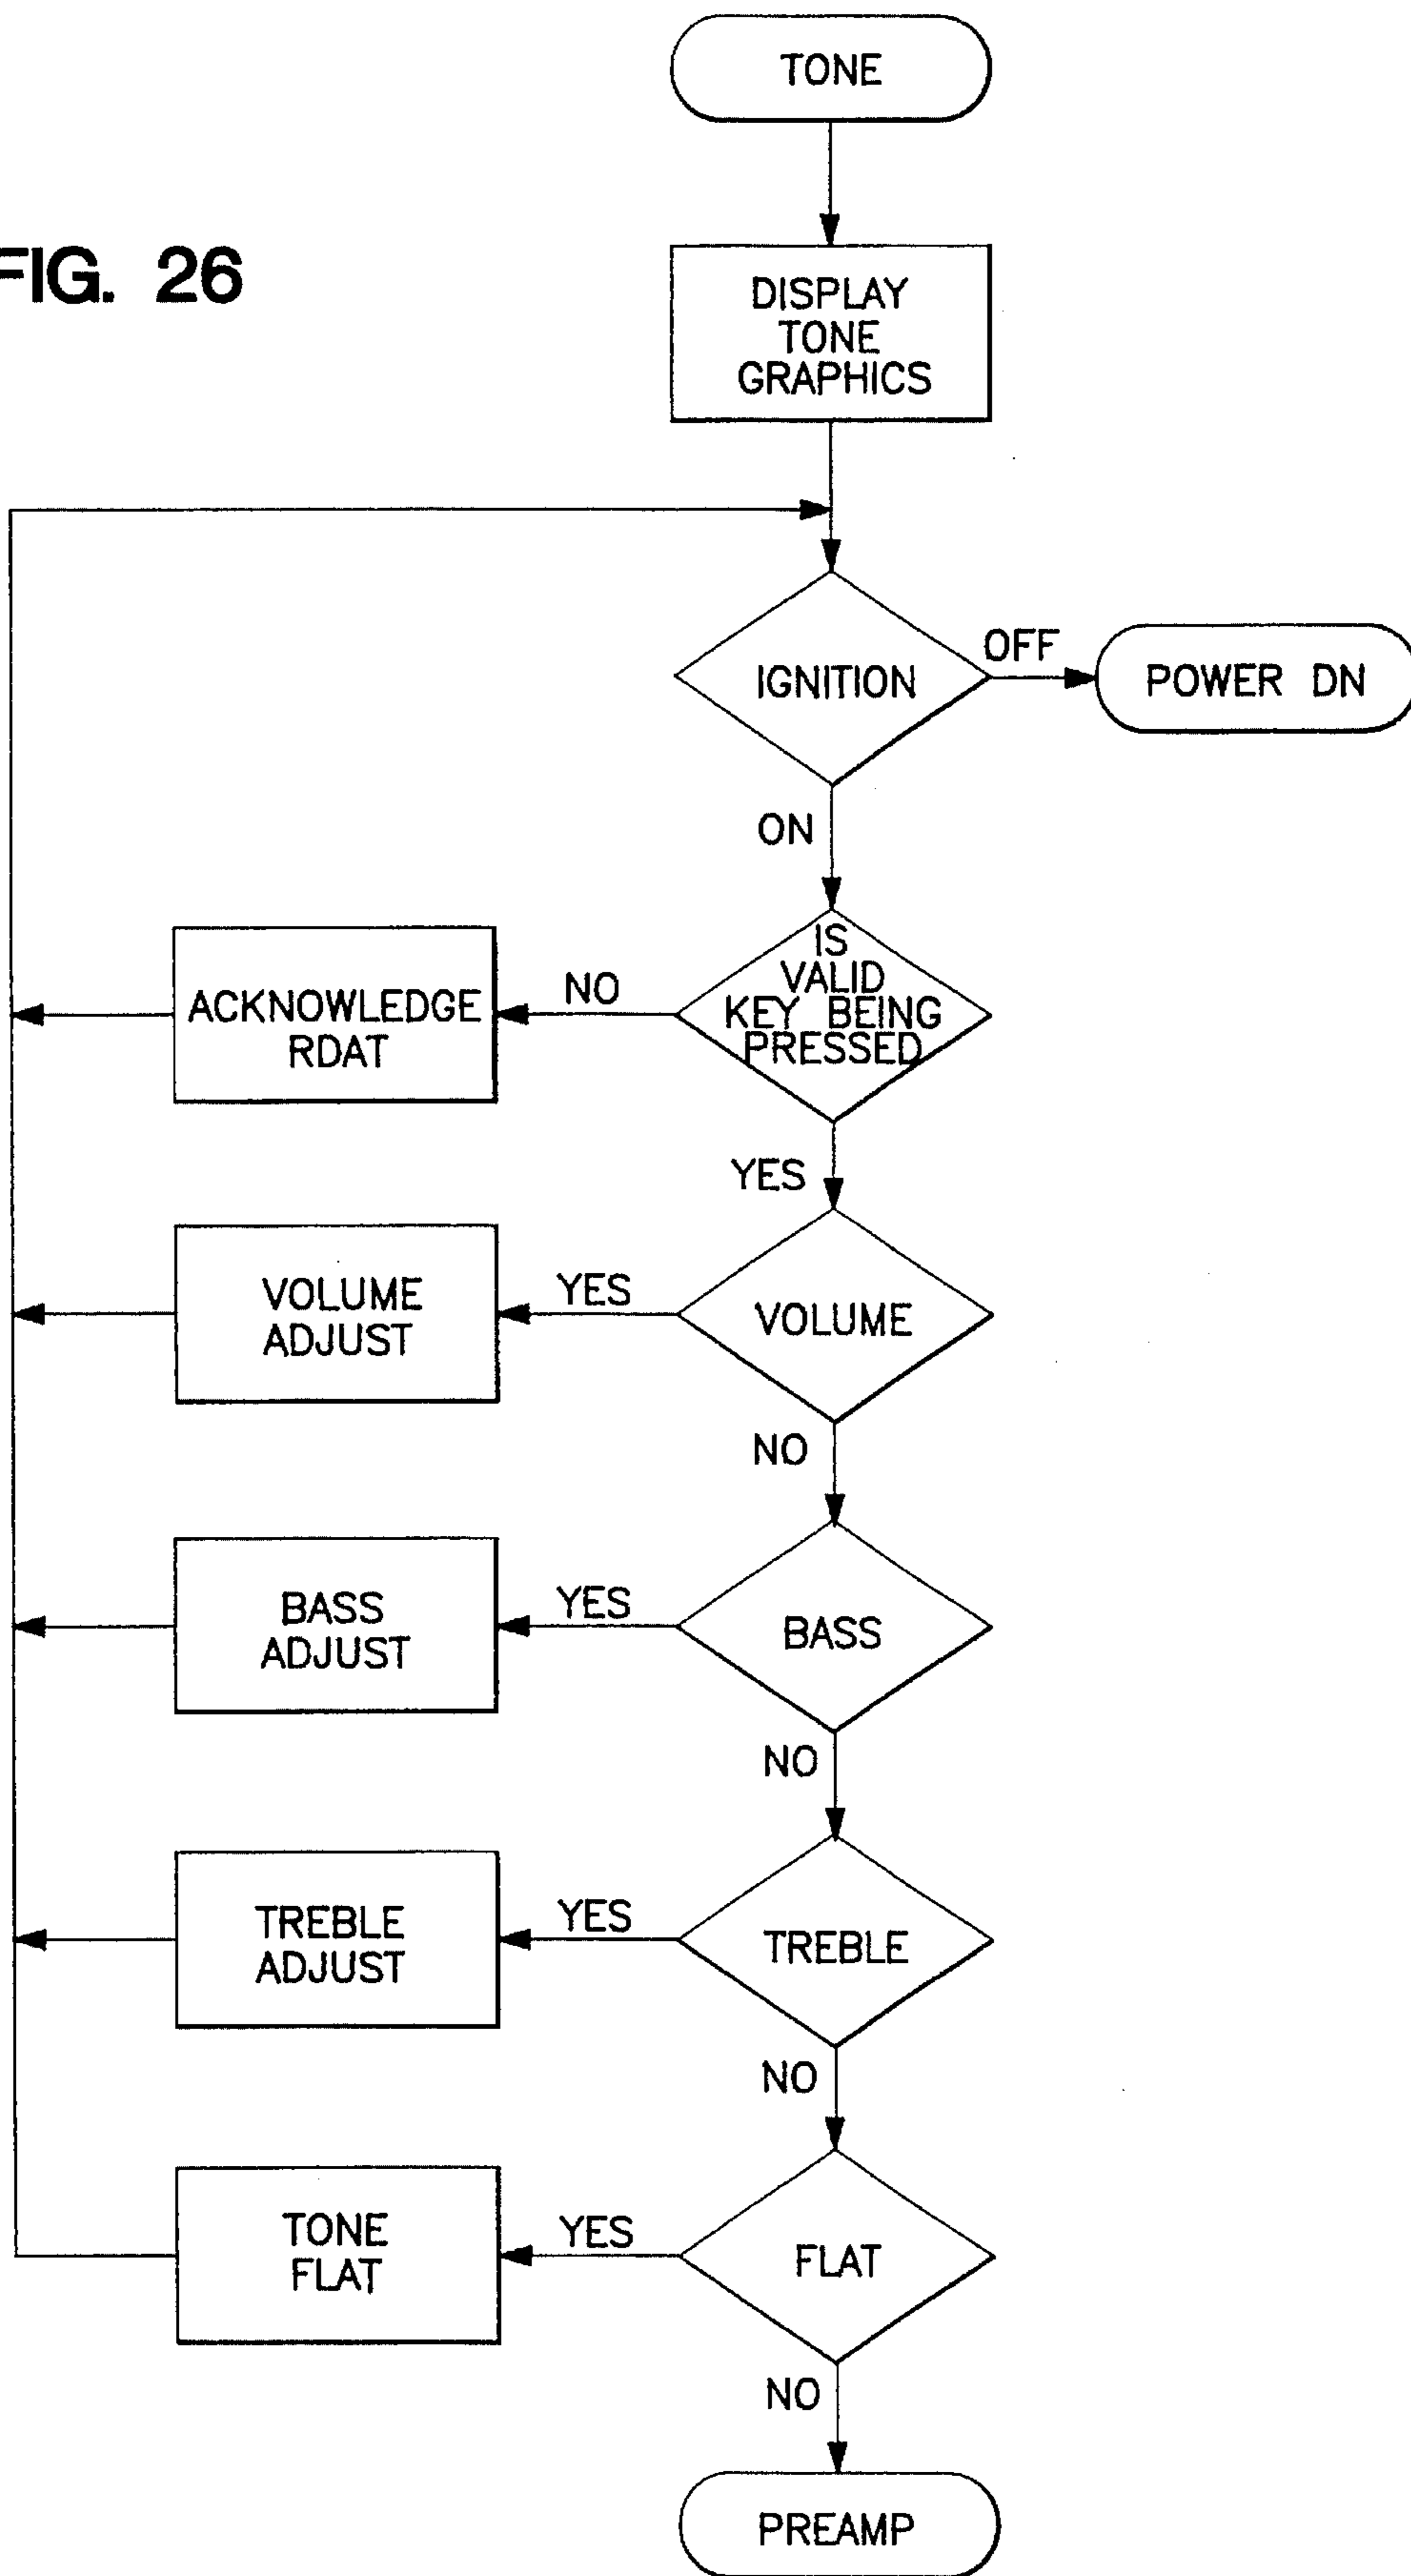 TONE
FIG. 26
DISPLAY
TONE
GRAPHICS
IGNITION
OFF
POWER DN
ON
IS
VALID
KEY BEING
PRESSED
NO
ACKNOWLEDGE
RDAT
YES
VOLUME
YES
VOLUME
ADJUST
NO
BASS
YES
BASS
ADJUST
NO
TREBLE
YES
TREBLE
ADJUST
NO
FLAT
YES
TONE
FLAT
NO
PREAMP